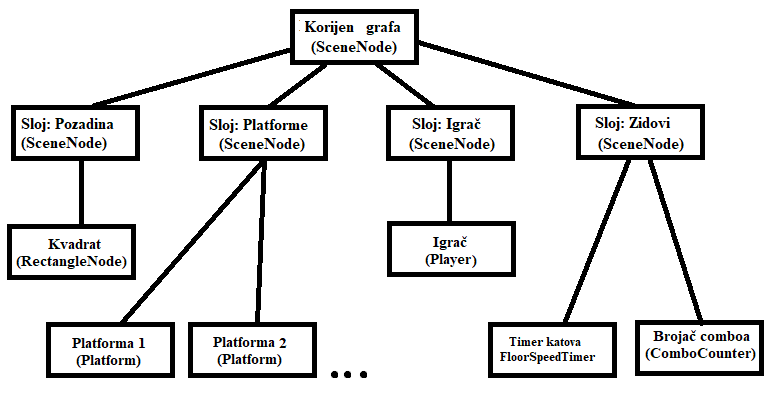 Korijen grafa
(SceneNode)
Sloj: Pozadina
(SceneNode)
Sloj: Platforme
(SceneNode)
Sloj: Igrač
(SceneNode)
Sloj: Zidovi
(SceneNode)
Kvadrat
(RectangleNode)
Igrač
(Player)
Platforma 1
(Platform)
Platforma 2
(Platform)
...
Timer katova
FloorSpeedTimer
Brojač comboa
(ComboCounter)